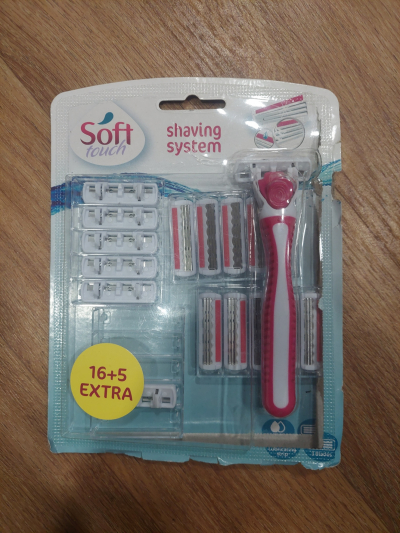 Soft
touch
shaving
system
16+5
EXTRA